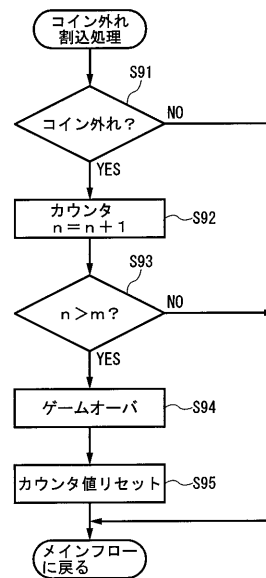 コイン外れ
割込処理
S91
コイン外れ?
NO
YES
カウンタ
n=n+1
S92
S93
n>m?
NO
YES
ゲームオーバ
S94
カウンタ値リセット
S95
メインフロー
に戻る